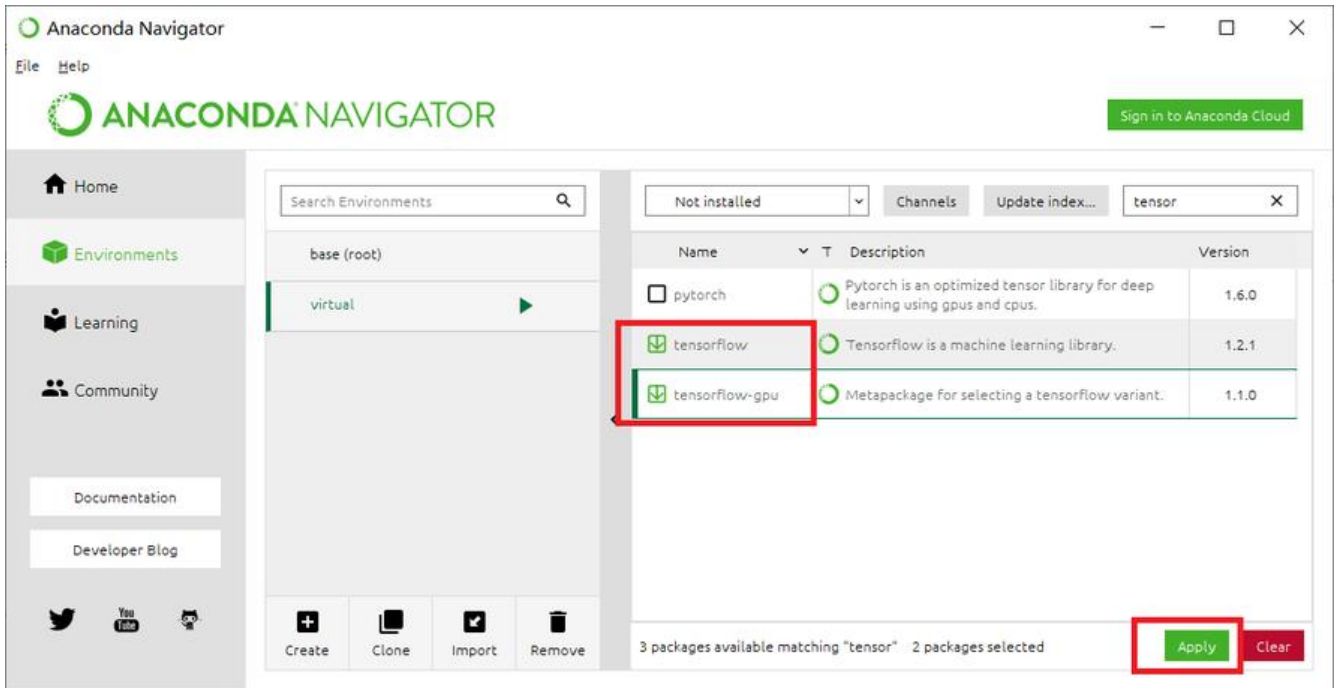 Anaconda Navigator
File Help
ANACONDA NAVIGATOR
Sign in to Anaconda Cloud
Home
Environments
Learning
Community
Documentation
Developer Blog
You
Tube
Search Environments
base (root)
virtual
Create Clone Import Remove
Not installed Channels Update index... tensor
Name T Description Version
pytorch Pytorch is an optimized tensor library for deep
learning using gpus and cpus. 1.6.0
tensorflow Tensorflow is a machine learning library. 1.2.1
tensorflow-gpu Metapackage for selecting a tensorflow variant. 1.1.0
3 packages available matching "tensor" 2 packages selected Apply Clear